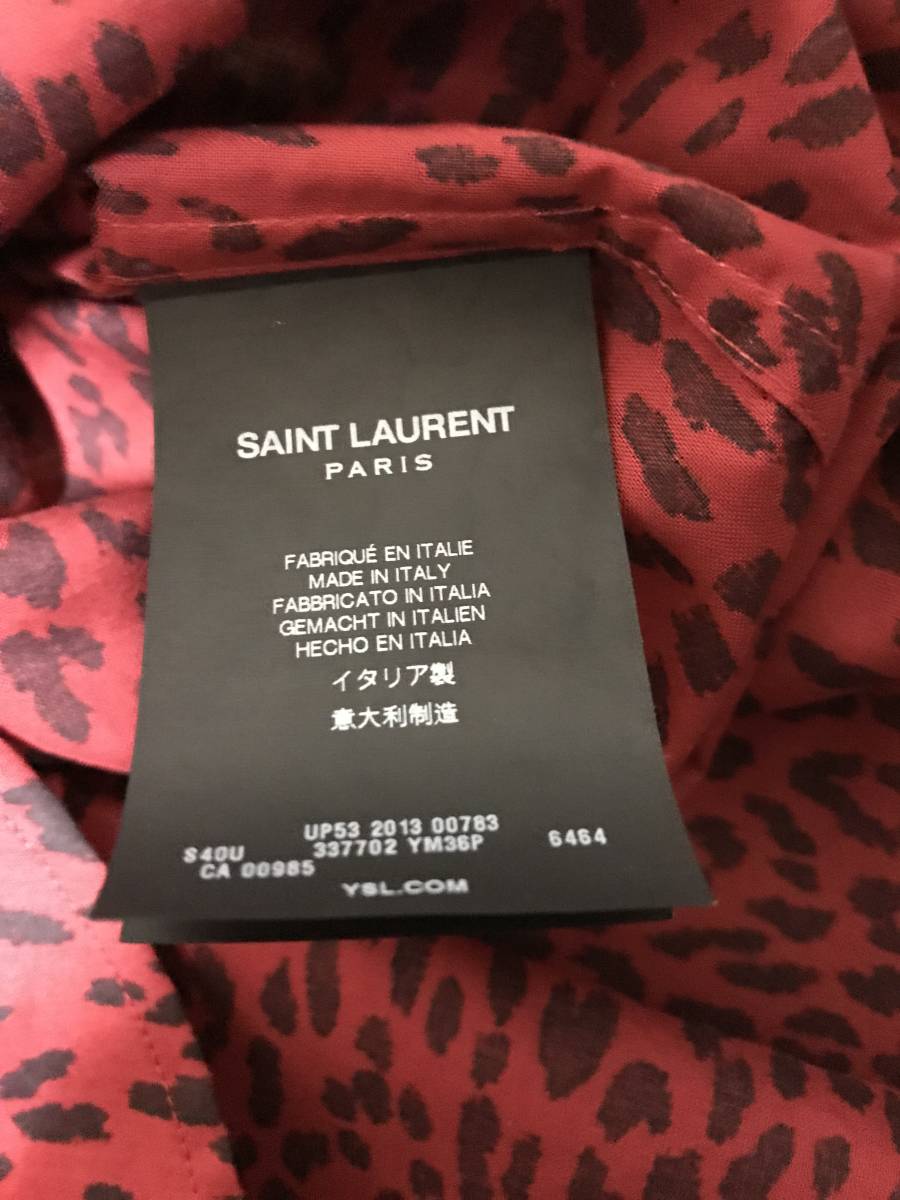 SAINT LAURENT
PARIS
FABRIQUÉ EN ITALIE
MADE IN ITALY
FABBRICATO IN ITALIA
GEMACHT IN ITALIEN
HECHO EN ITALIA
イタリア製
意大利制造
UP53 2013 00783
S40U 337702 YM36P 6464
CA 00985
YSL.COM